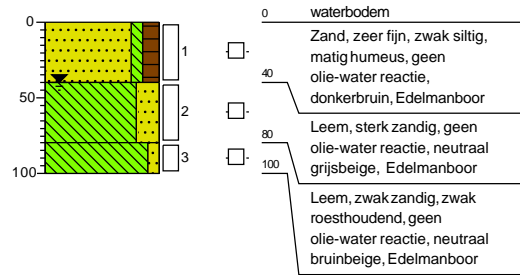 0
50
100
1
2
3
0 waterbodem
Zand, zeer fijn, zwak siltig,
matig humeus, geen
olie-water reactie,
donkerbruin, Edelmanboor
40
Leem, sterk zandig, geen
olie-water reactie, neutraal
grijsbeige, Edelmanboor
80
Leem, zwak zandig, zwak
roesthoudend, geen
olie-water reactie, neutraal
bruinbeige, Edelmanboor
100